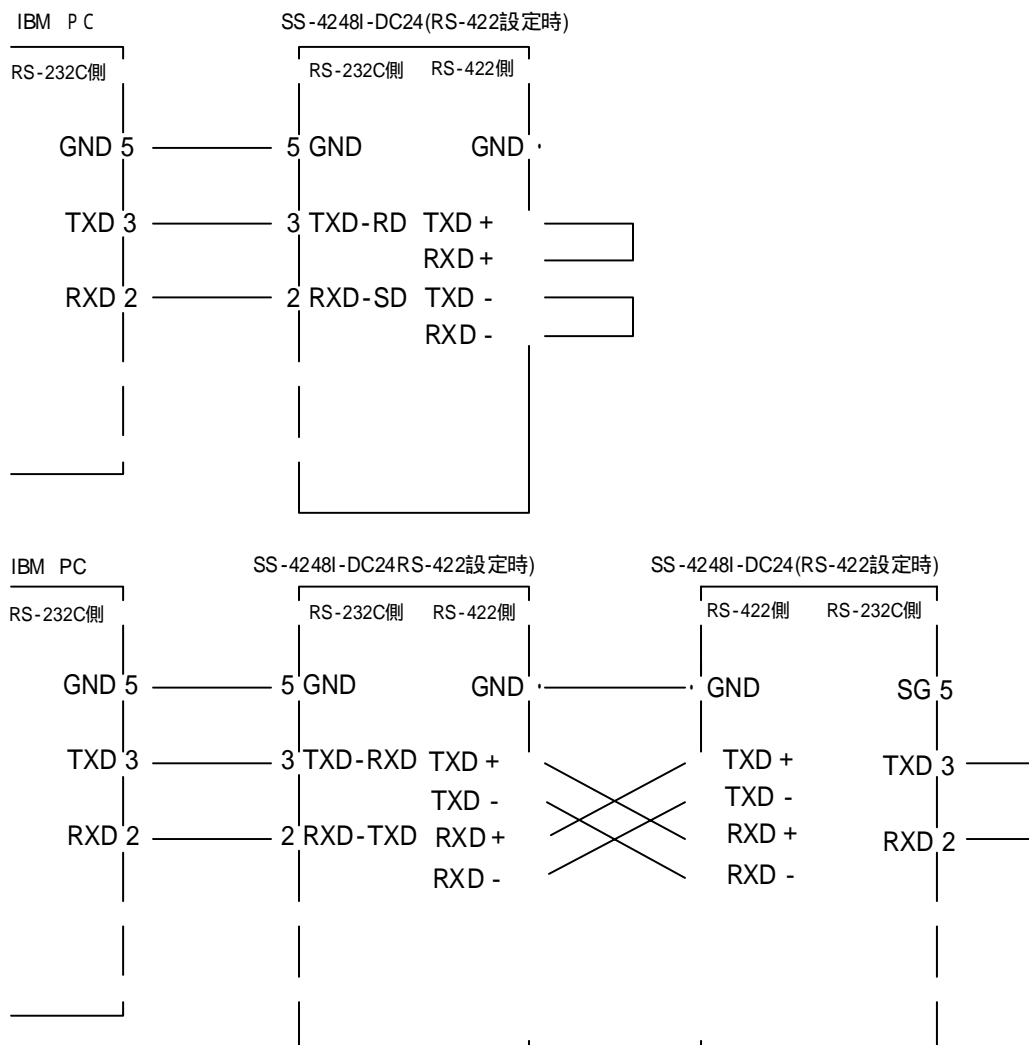 IBM PC SS-4248I-DC24(RS-422設定時)
RS-232C側 RS-232C側 RS-422側
GND 5 5 GND GND
TXD 3 3 TXD-RD TXD +
RXD +
RXD 2 2 RXD-SD TXD -
RXD -
IBM PC SS-4248I-DC24RS-422設定時) SS-4248I-DC24(RS-422設定時)
RS-232C側 RS-232C側 RS-422側 RS-422側 RS-232C側
GND 5 5 GND GND GND SG 5
TXD 3 3 TXD-RXD TXD + TXD + TXD 3
TXD - TXD -
RXD 2 2 RXD-TXD RXD + RXD + RXD 2
RXD - RXD -